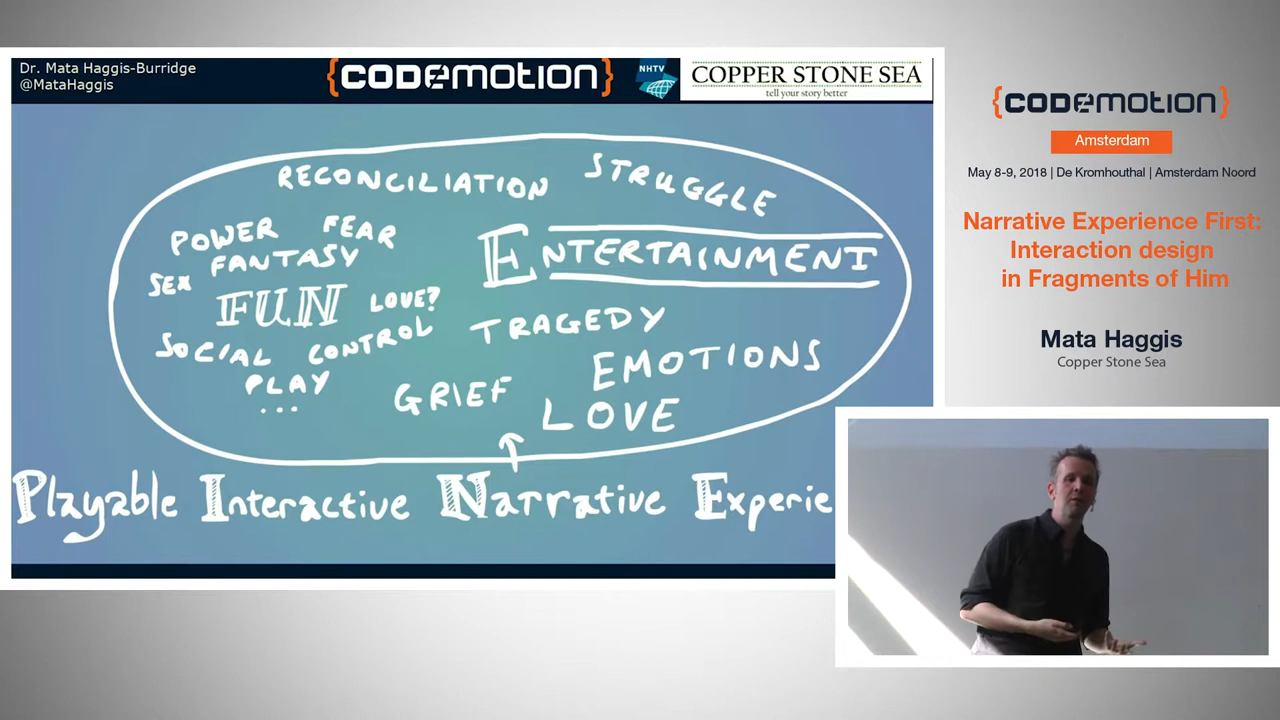 Dr. Mata Haggis-Burridge
@MataHaggis
{CODEMOTION}
NHTV
COPPER STONE SEA
tell your story better
RECONCILIATION
STRUGGLE
POWER FEAR
SEX FANTASY
ENTERTAINMENT
FUN LOVE?
SOCIAL CONTROL
TRAGEDY
PLAY
...
EMOTIONS
GRIEF
LOVE
Playable Interactive Narrative Experie
{CODEMOTION}
Amsterdam
May 8-9, 2018 | De Kromhouthal | Amsterdam Noord
Narrative Experience First:
Interaction design
in Fragments of Him
Mata Haggis
Copper Stone Sea